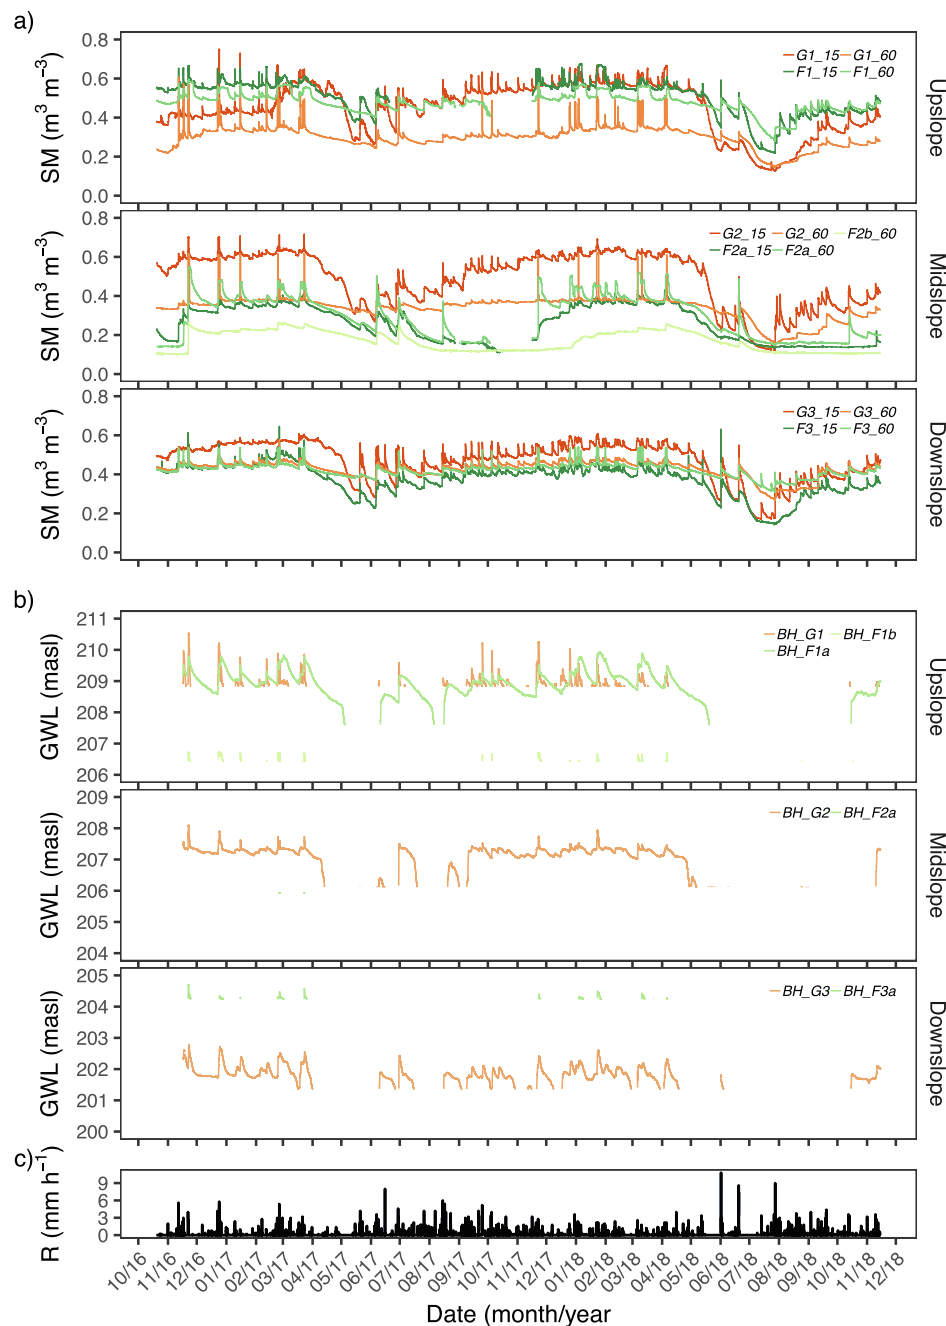 a)
SM (m³ m⁻³)
0.8
0.6
0.4
0.2
0.0
G1_15 G1_60
F1_15 F1_60
Upslope
SM (m³ m⁻³)
0.8
0.6
0.4
0.2
0.0
G2_15 G2_60 F2b_60
F2a_15 F2a_60
Midslope
SM (m³ m⁻³)
0.8
0.6
0.4
0.2
0.0
G3_15 G3_60
F3_15 F3_60
Downslope
b)
GWL (masl)
211
210
209
208
207
206
BH_G1 BH_F1b
BH_F1a
Upslope
GWL (masl)
209
208
207
206
205
204
BH_G2 BH_F2a
Midslope
GWL (masl)
205
204
203
202
201
200
BH_G3 BH_F3a
Downslope
c)
R (mm h⁻¹)
9
6
3
0
10/16 11/16 12/16 01/17 02/17 03/17 04/17 05/17 06/17 07/17 08/17 09/17 10/17 11/17 12/17 01/18 02/18 03/18 04/18 05/18 06/18 07/18 08/18 09/18 10/18 11/18 12/18
Date (month/year